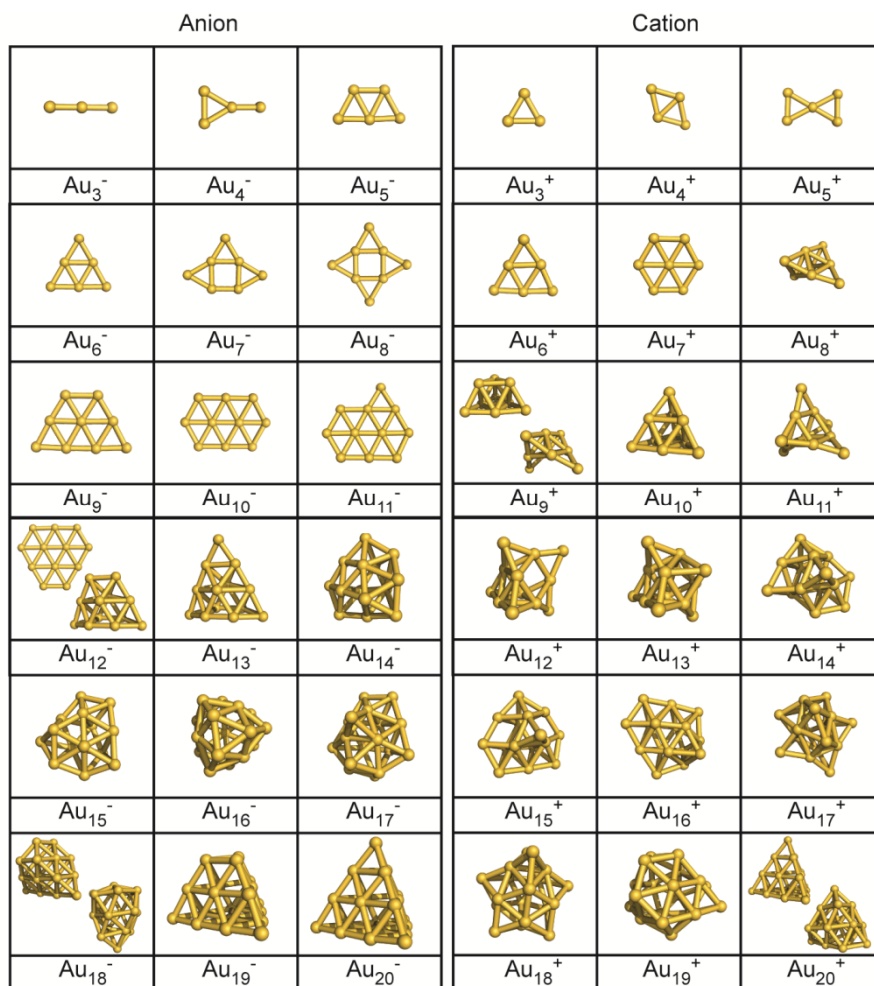 Anion Cation
Au₃⁻ Au₄⁻ Au₅⁻ Au₃⁺ Au₄⁺ Au₅⁺
Au₆⁻ Au₇⁻ Au₈⁻ Au₆⁺ Au₇⁺ Au₈⁺
Au₉⁻ Au₁₀⁻ Au₁₁⁻ Au₉⁺ Au₁₀⁺ Au₁₁⁺
Au₁₂⁻ Au₁₃⁻ Au₁₄⁻ Au₁₂⁺ Au₁₃⁺ Au₁₄⁺
Au₁₅⁻ Au₁₆⁻ Au₁₇⁻ Au₁₅⁺ Au₁₆⁺ Au₁₇⁺
Au₁₈⁻ Au₁₉⁻ Au₂₀⁻ Au₁₈⁺ Au₁₉⁺ Au₂₀⁺